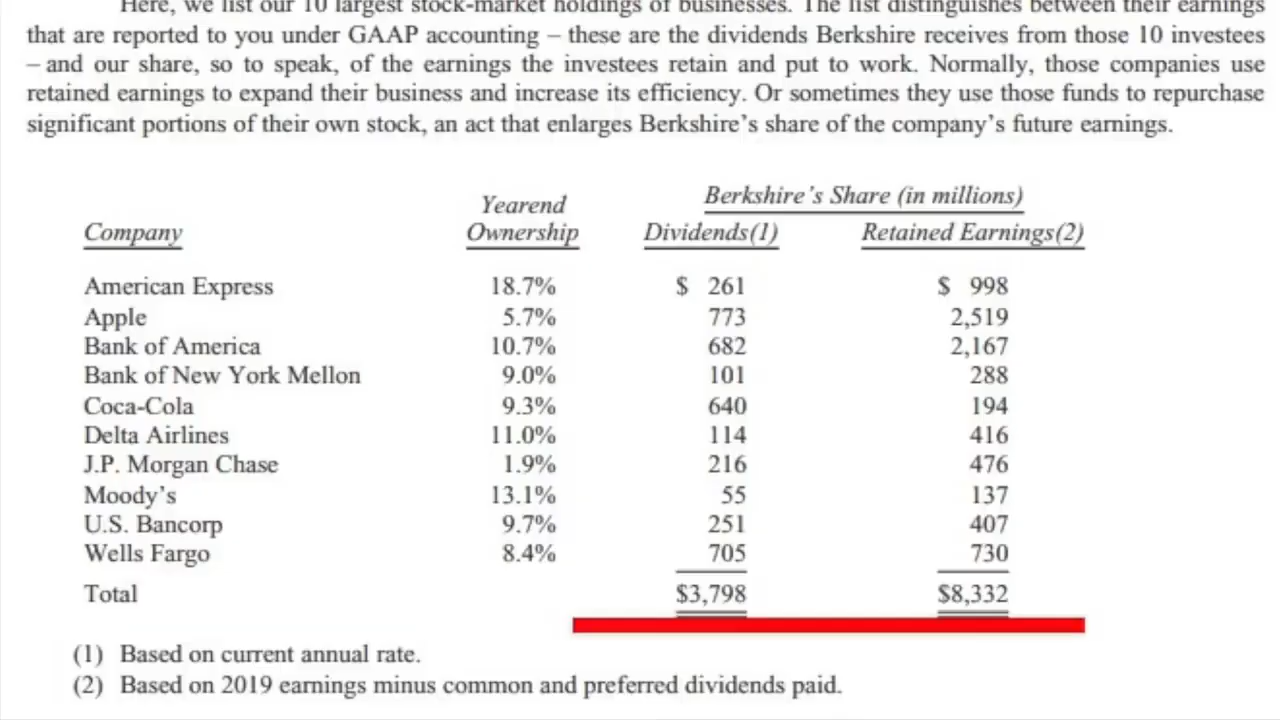 Here, we list our 10 largest stock-market holdings of businesses. The list distinguishes between their earnings
that are reported to you under GAAP accounting – these are the dividends Berkshire receives from those 10 investees
– and our share, so to speak, of the earnings the investees retain and put to work. Normally, those companies use
retained earnings to expand their business and increase its efficiency. Or sometimes they use those funds to repurchase
significant portions of their own stock, an act that enlarges Berkshire's share of the company's future earnings.
Yearend Berkshire's Share (in millions)
Company Ownership Dividends(1) Retained Earnings(2)
American Express 18.7% $ 261 $ 998
Apple 5.7% 773 2,519
Bank of America 10.7% 682 2,167
Bank of New York Mellon 9.0% 101 288
Coca-Cola 9.3% 640 194
Delta Airlines 11.0% 114 416
J.P. Morgan Chase 1.9% 216 476
Moody's 13.1% 55 137
U.S. Bancorp 9.7% 251 407
Wells Fargo 8.4% 705 730
Total $3,798 $8,332
(1) Based on current annual rate.
(2) Based on 2019 earnings minus common and preferred dividends paid.